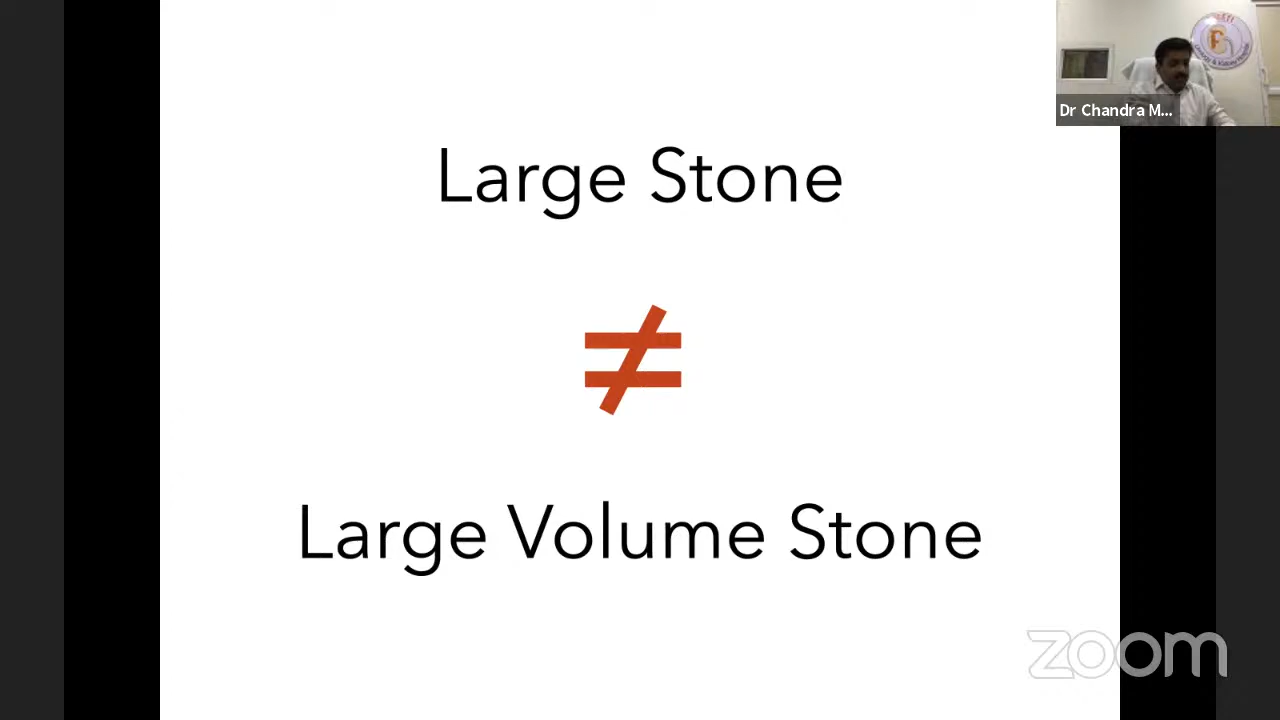 Large Stone
≠
Large Volume Stone
Dr Chandra M...
zoom